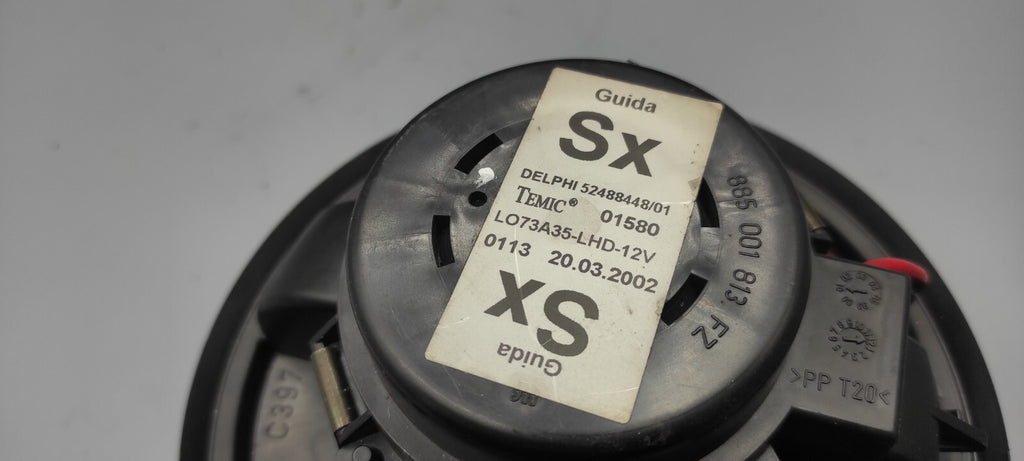 Guida
Sx
DELPHI 52488448/01
TEMIC® 01580
LO73A35-LHD-12V
0113 20.03.2002
Sx
Guida
885 001 813. FZ
>PP T20<
C397